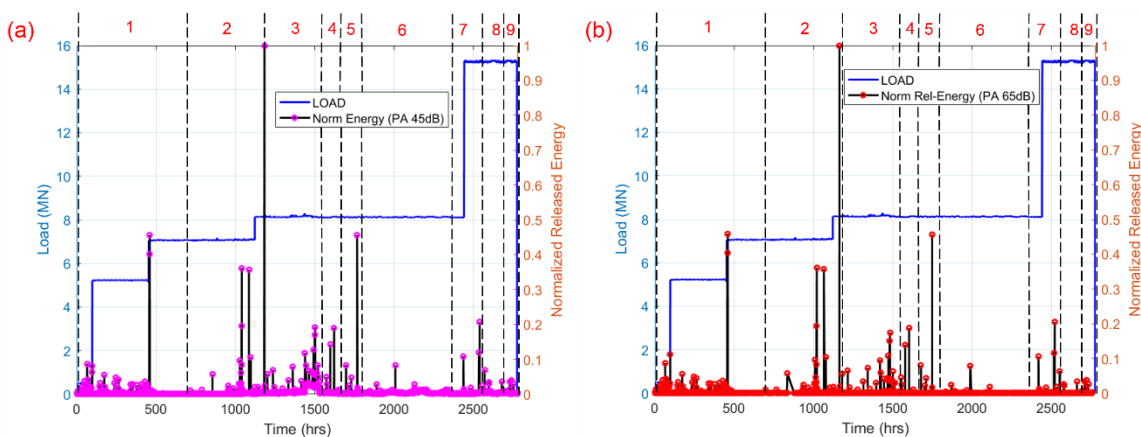 (a)
1 2 3 4 5 6 7 8 9
16
14
12
10
8
6
4
2
0
Load (MN)
LOAD
Norm Energy (PA 45dB)
1
0.9
0.8
0.7
0.6
0.5
0.4
0.3
0.2
0.1
0
Normalized Released Energy
0 500 1000 1500 2000 2500
Time (hrs)
(b)
1 2 3 4 5 6 7 8 9
16
14
12
10
8
6
4
2
0
Load (MN)
LOAD
Norm Rel-Energy (PA 65dB)
1
0.9
0.8
0.7
0.6
0.5
0.4
0.3
0.2
0.1
0
Normalized Released Energy
0 500 1000 1500 2000 2500
Time (hrs)